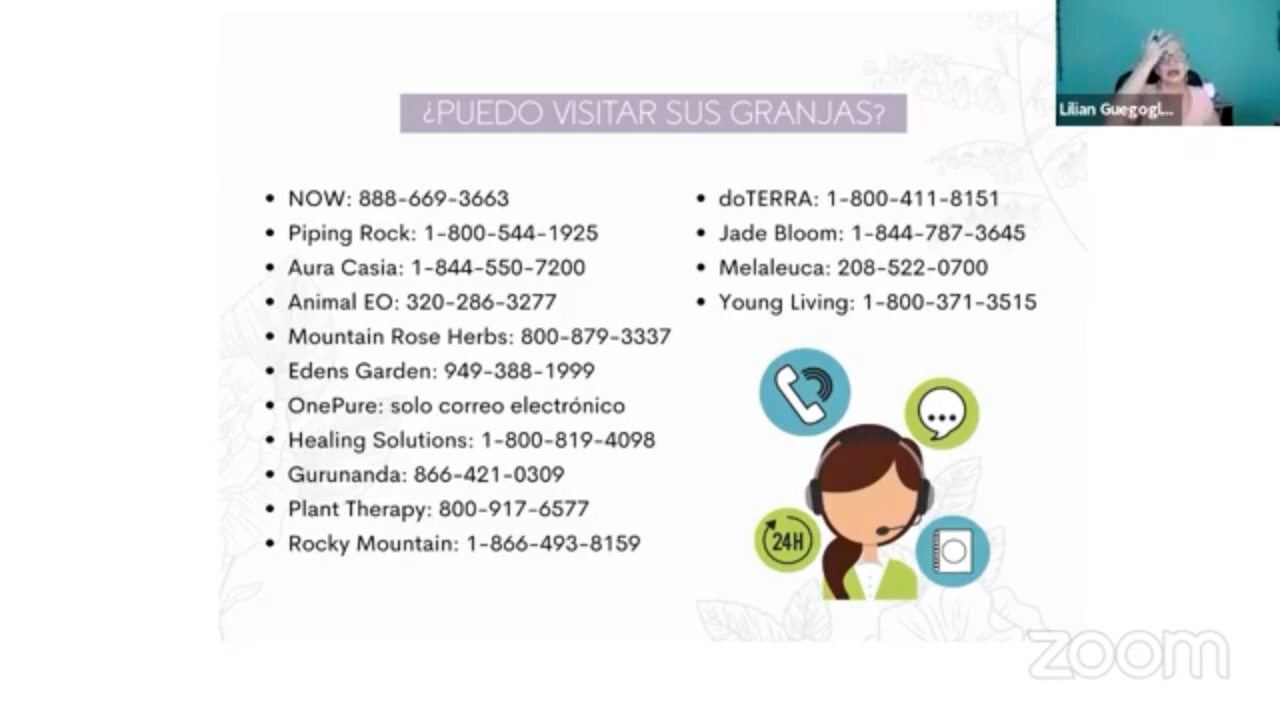 ¿PUEDO VISITAR SUS GRANJAS?
Lilian Guegogl...
• NOW: 888-669-3663
• Piping Rock: 1-800-544-1925
• Aura Casia: 1-844-550-7200
• Animal EO: 320-286-3277
• Mountain Rose Herbs: 800-879-3337
• Edens Garden: 949-388-1999
• OnePure: solo correo electrónico
• Healing Solutions: 1-800-819-4098
• Gurunanda: 866-421-0309
• Plant Therapy: 800-917-6577
• Rocky Mountain: 1-866-493-8159
• doTERRA: 1-800-411-8151
• Jade Bloom: 1-844-787-3645
• Melaleuca: 208-522-0700
• Young Living: 1-800-371-3515
24H
zoom